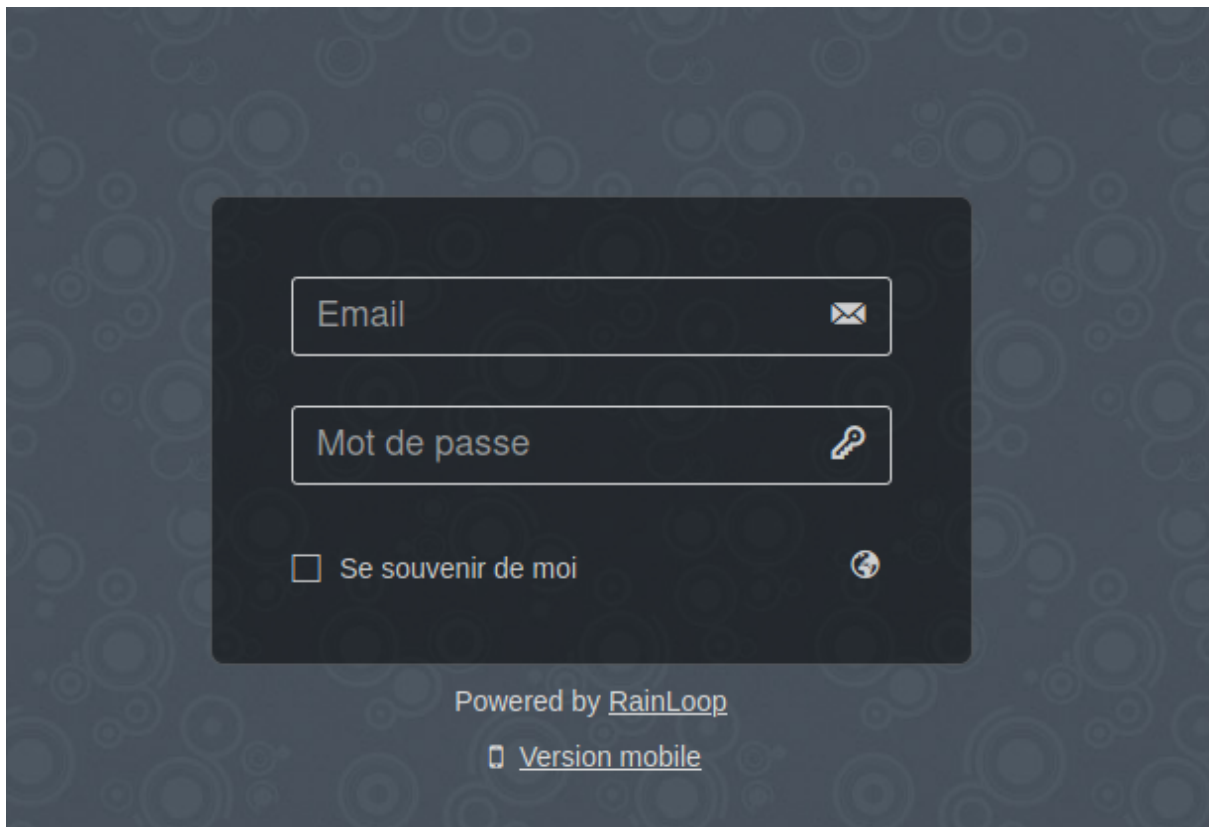 Email
Mot de passe
Se souvenir de moi
Powered by RainLoop
Version mobile